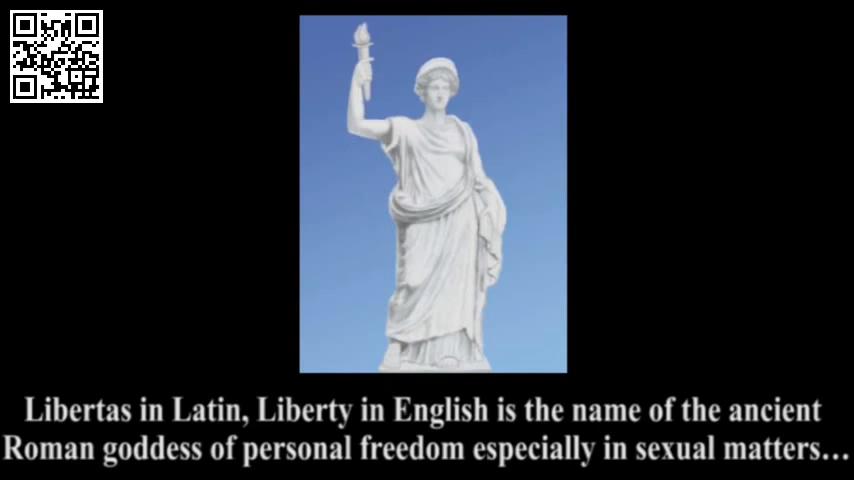 Libertas in Latin, Liberty in English is the name of the ancient
Roman goddess of personal freedom especially in sexual matters...